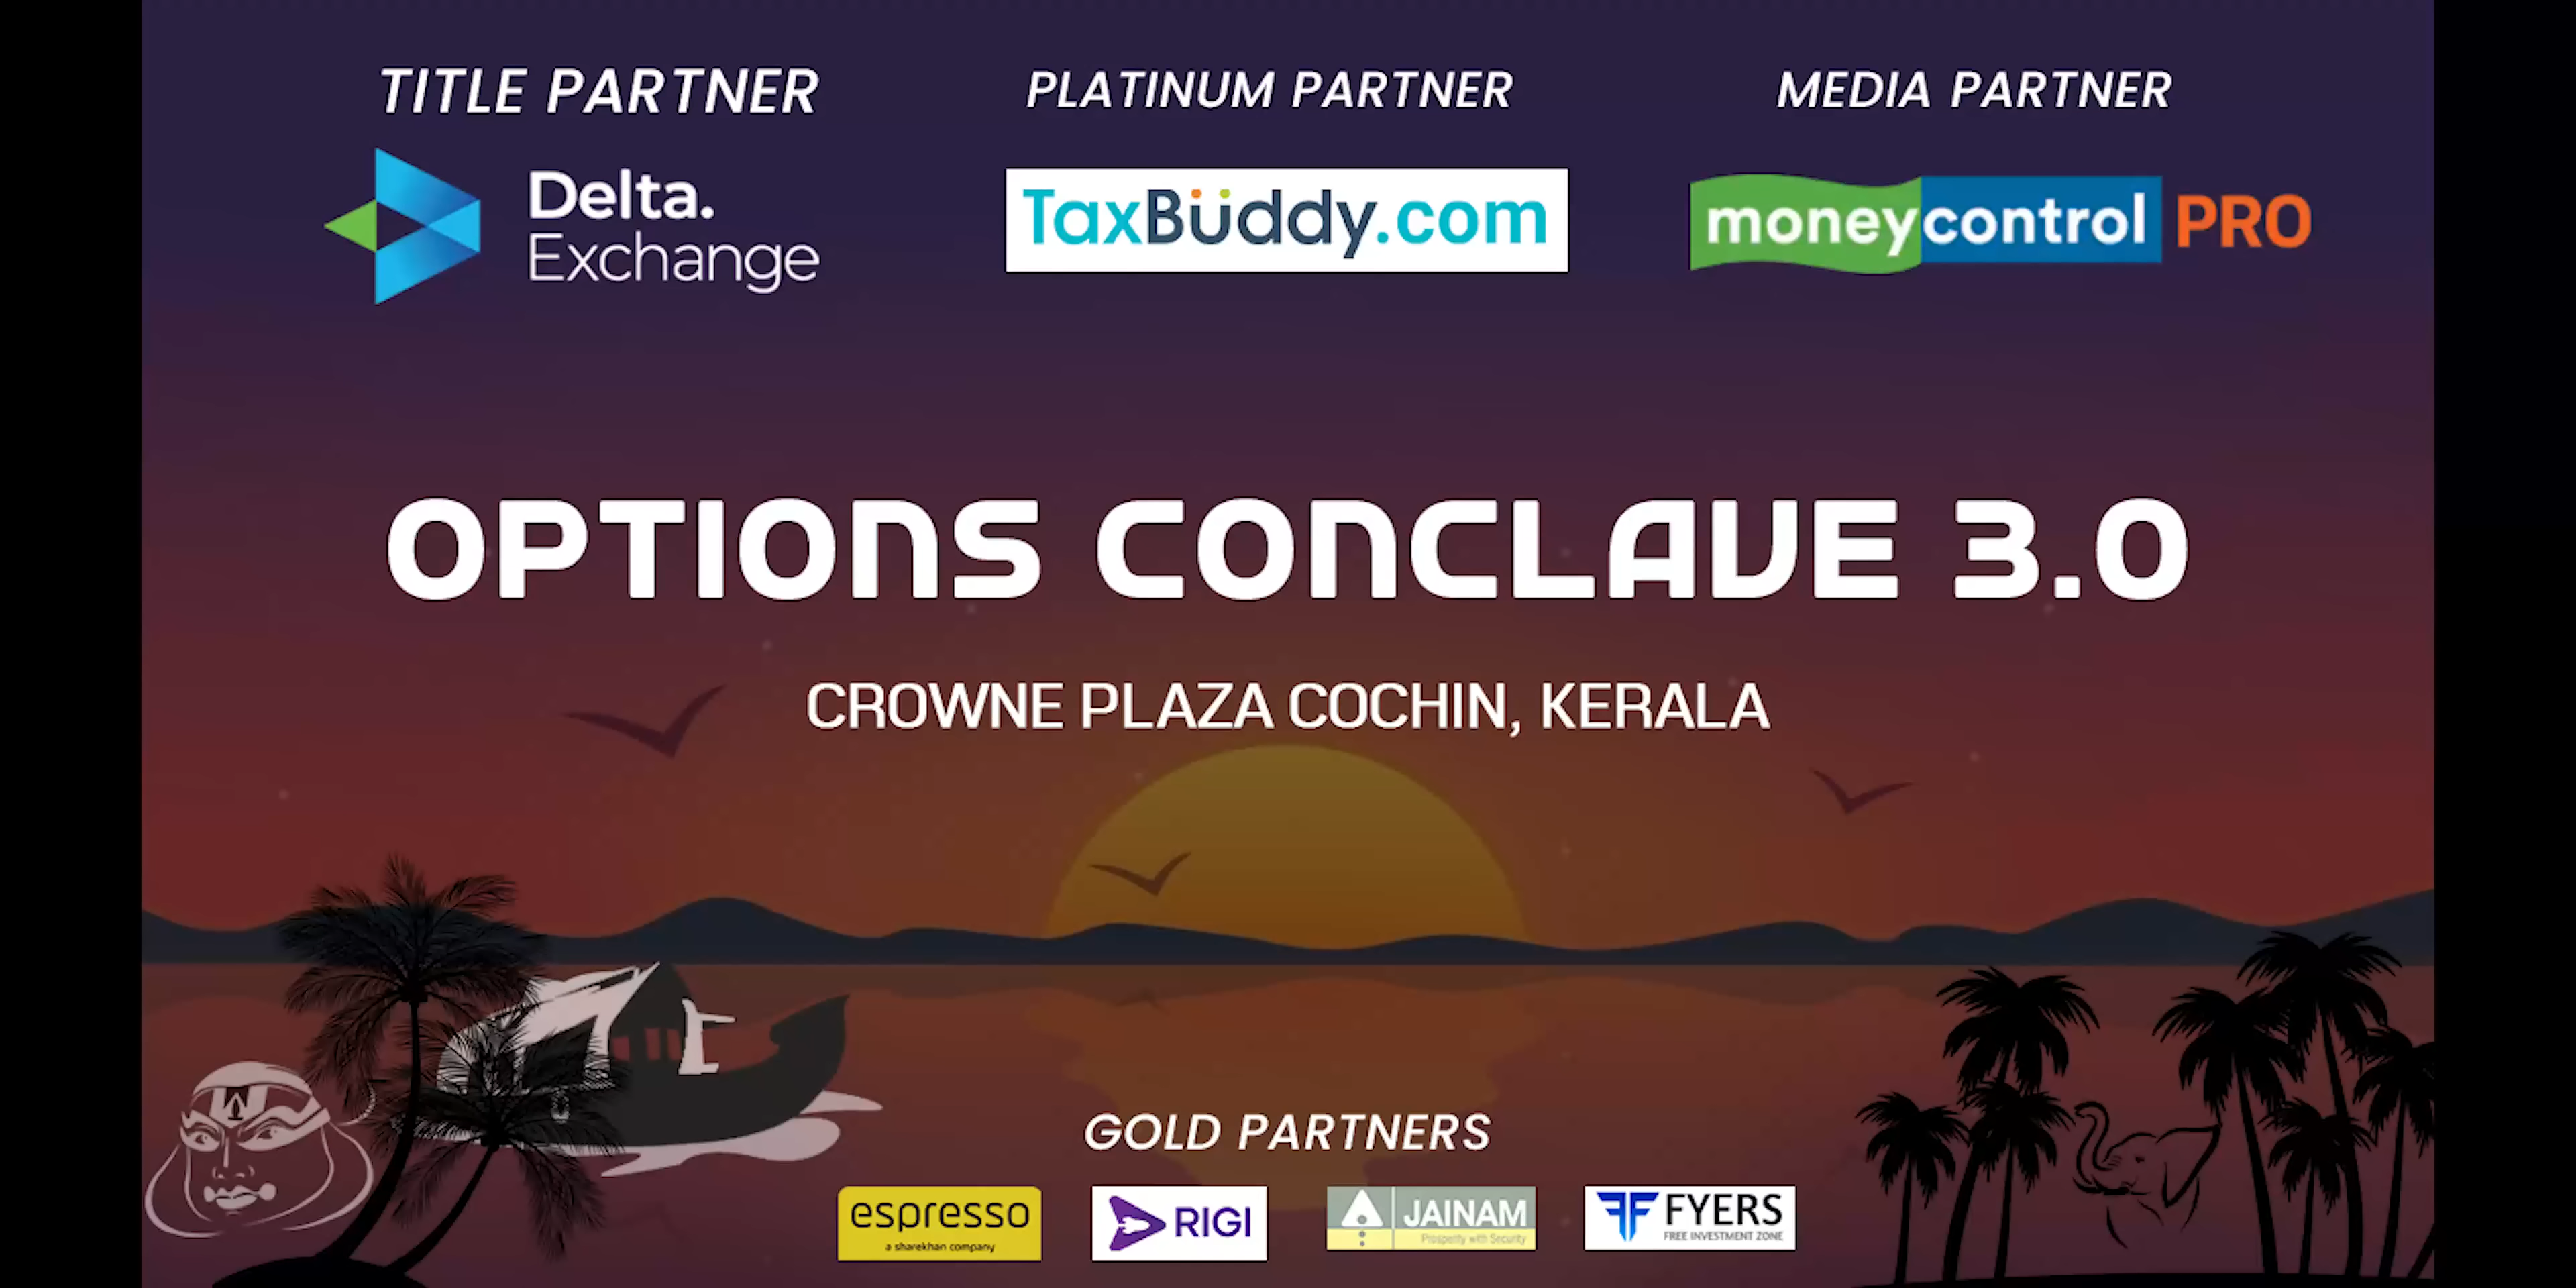 TITLE PARTNER
Delta.
Exchange
PLATINUM PARTNER
TaxBüddy.com
MEDIA PARTNER
moneycontrol PRO
OPTIONS CONCLAVE 3.0
CROWNE PLAZA COCHIN, KERALA
GOLD PARTNERS
espresso
a sharekhan company
RIGI
JAINAM
Prosperity with Security
FYERS
FREE INVESTMENT ZONE